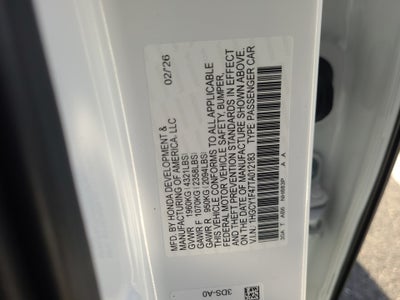 MFD. BY HONDA DEVELOPMENT & 02/26
MANUFACTURING OF AMERICA, LLC
GVWR 1960KG(4321LBS)
GAWR F 1070KG(2358LBS)
GAWR R 950KG(2094LBS)
THIS VEHICLE CONFORMS TO ALL APPLICABLE
FEDERAL MOTOR VEHICLE SAFETY, BUMPER,
AND THEFT PREVENTION STANDARDS IN EFFECT
ON THE DATE OF MANUFACTURE SHOWN ABOVE.
V.I.N: TYPE: PASSENGER CAR
NH883P A A
3DS-A0